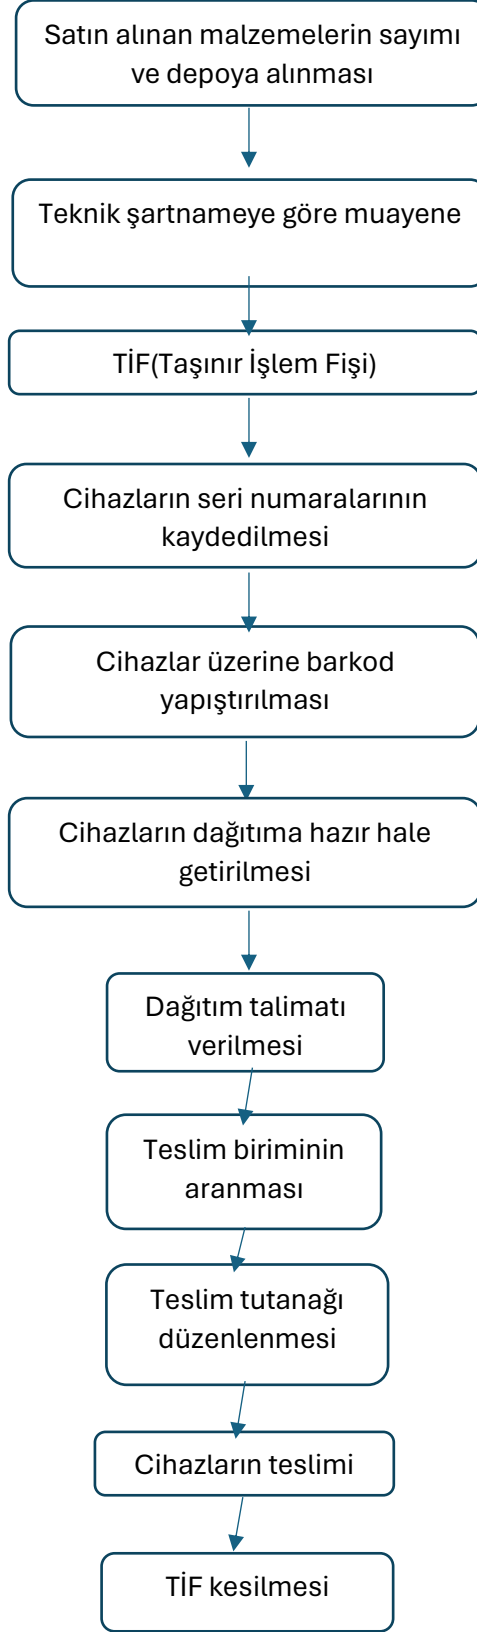 Satın alınan malzemelerin sayımı
ve depoya alınması
Teknik şartnameye göre muayene
TİF(Taşınır İşlem Fişi)
Cihazların seri numaralarının
kaydedilmesi
Cihazlar üzerine barkod
yapıştırılması
Cihazların dağıtıma hazır hale
getirilmesi
Dağıtım talimatı
verilmesi
Teslim biriminin
aranması
Teslim tutanağı
düzenlenmesi
Cihazların teslimi
TİF kesilmesi